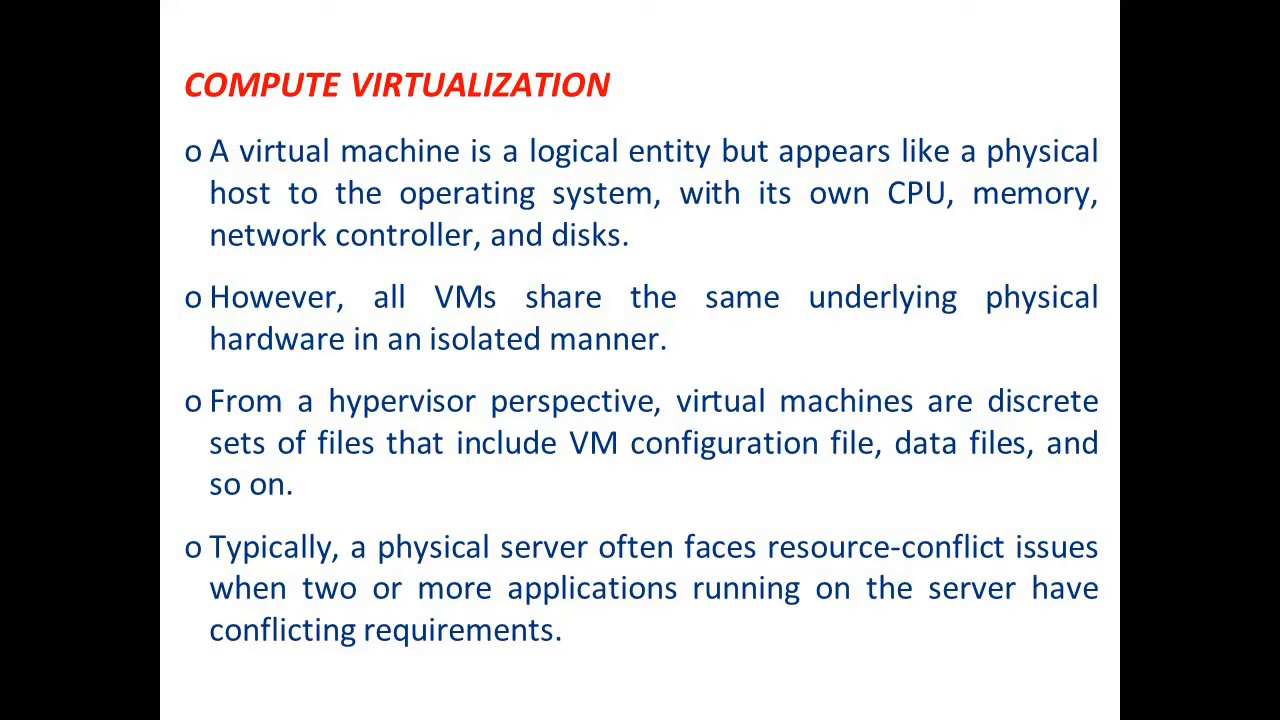 COMPUTE VIRTUALIZATION
o A virtual machine is a logical entity but appears like a physical
host to the operating system, with its own CPU, memory,
network controller, and disks.
o However, all VMs share the same underlying physical
hardware in an isolated manner.
o From a hypervisor perspective, virtual machines are discrete
sets of files that include VM configuration file, data files, and
so on.
o Typically, a physical server often faces resource-conflict issues
when two or more applications running on the server have
conflicting requirements.